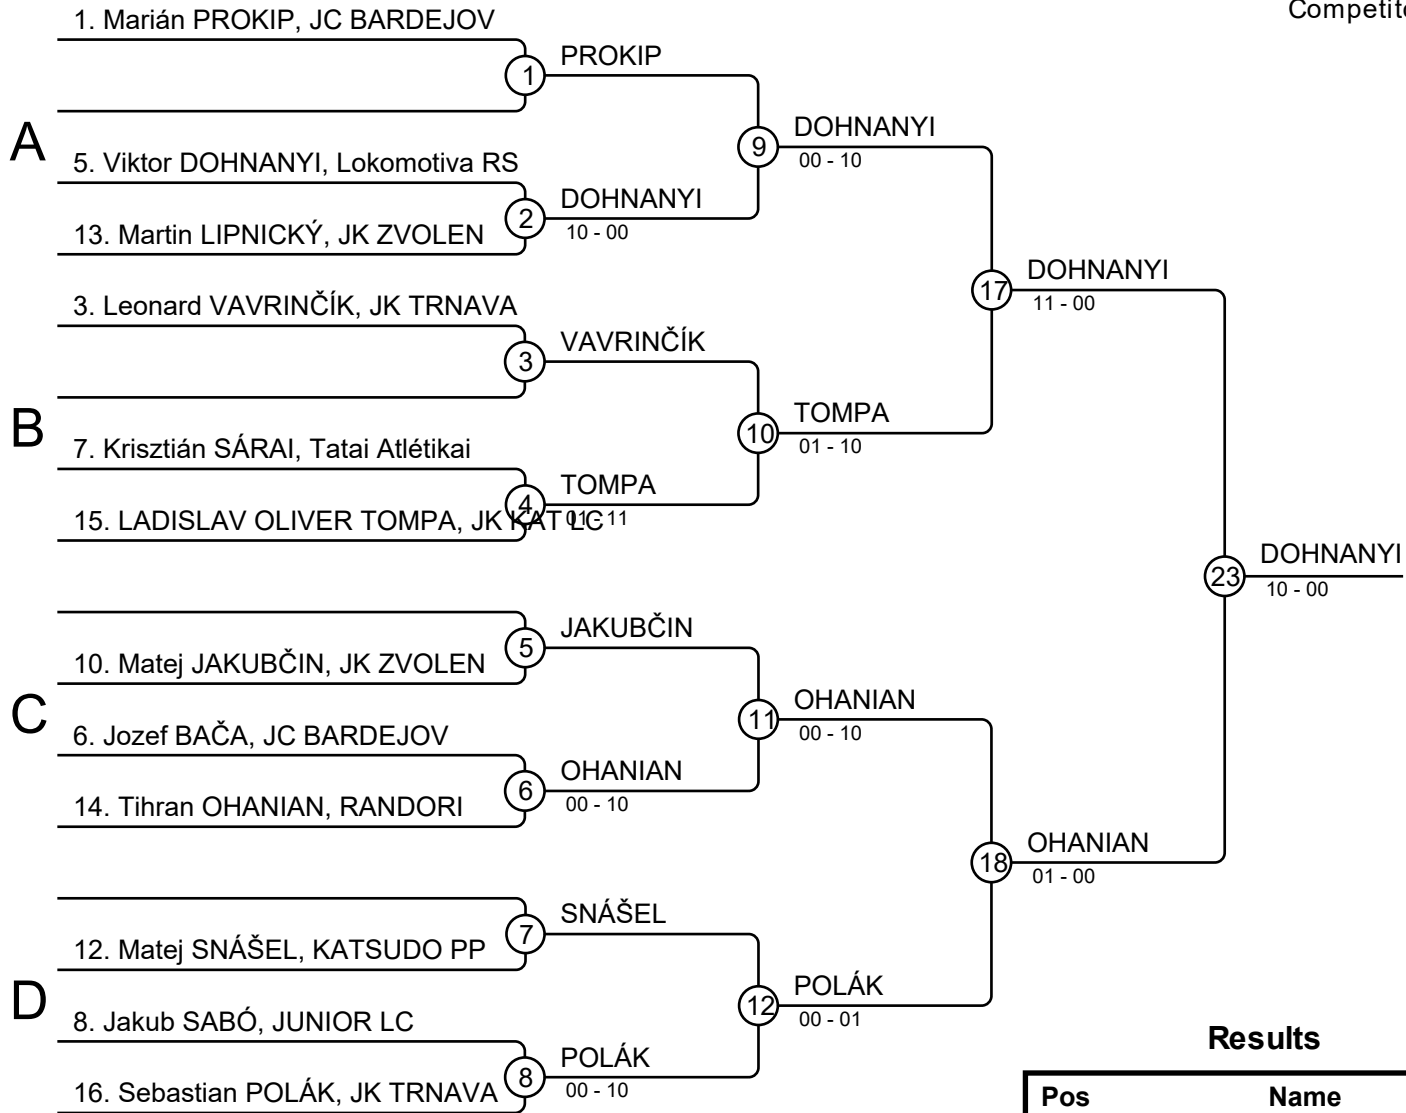 Competit
1. Marián PROKIP, JC BARDEJOV
1
PROKIP
A
9
DOHNANYI
00 - 10
5. Viktor DOHNANYI, Lokomotiva RS
2
DOHNANYI
10 - 00
13. Martin LIPNICKÝ, JK ZVOLEN
17
DOHNANYI
11 - 00
3. Leonard VAVRINČÍK, JK TRNAVA
3
VAVRINČÍK
B
10
TOMPA
01 - 10
7. Krisztián SÁRAI, Tatai Atlétikai
4
TOMPA
01 - 11
15. LADISLAV OLIVER TOMPA, JK KAT LC
23
DOHNANYI
10 - 00
5
JAKUBČIN
10. Matej JAKUBČIN, JK ZVOLEN
C
11
OHANIAN
00 - 10
6. Jozef BAČA, JC BARDEJOV
6
OHANIAN
00 - 10
14. Tihran OHANIAN, RANDORI
18
OHANIAN
01 - 00
7
SNÁŠEL
12. Matej SNÁŠEL, KATSUDO PP
D
12
POLÁK
00 - 01
8. Jakub SABÓ, JUNIOR LC
8
POLÁK
00 - 10
16. Sebastian POLÁK, JK TRNAVA
Results
Pos Name